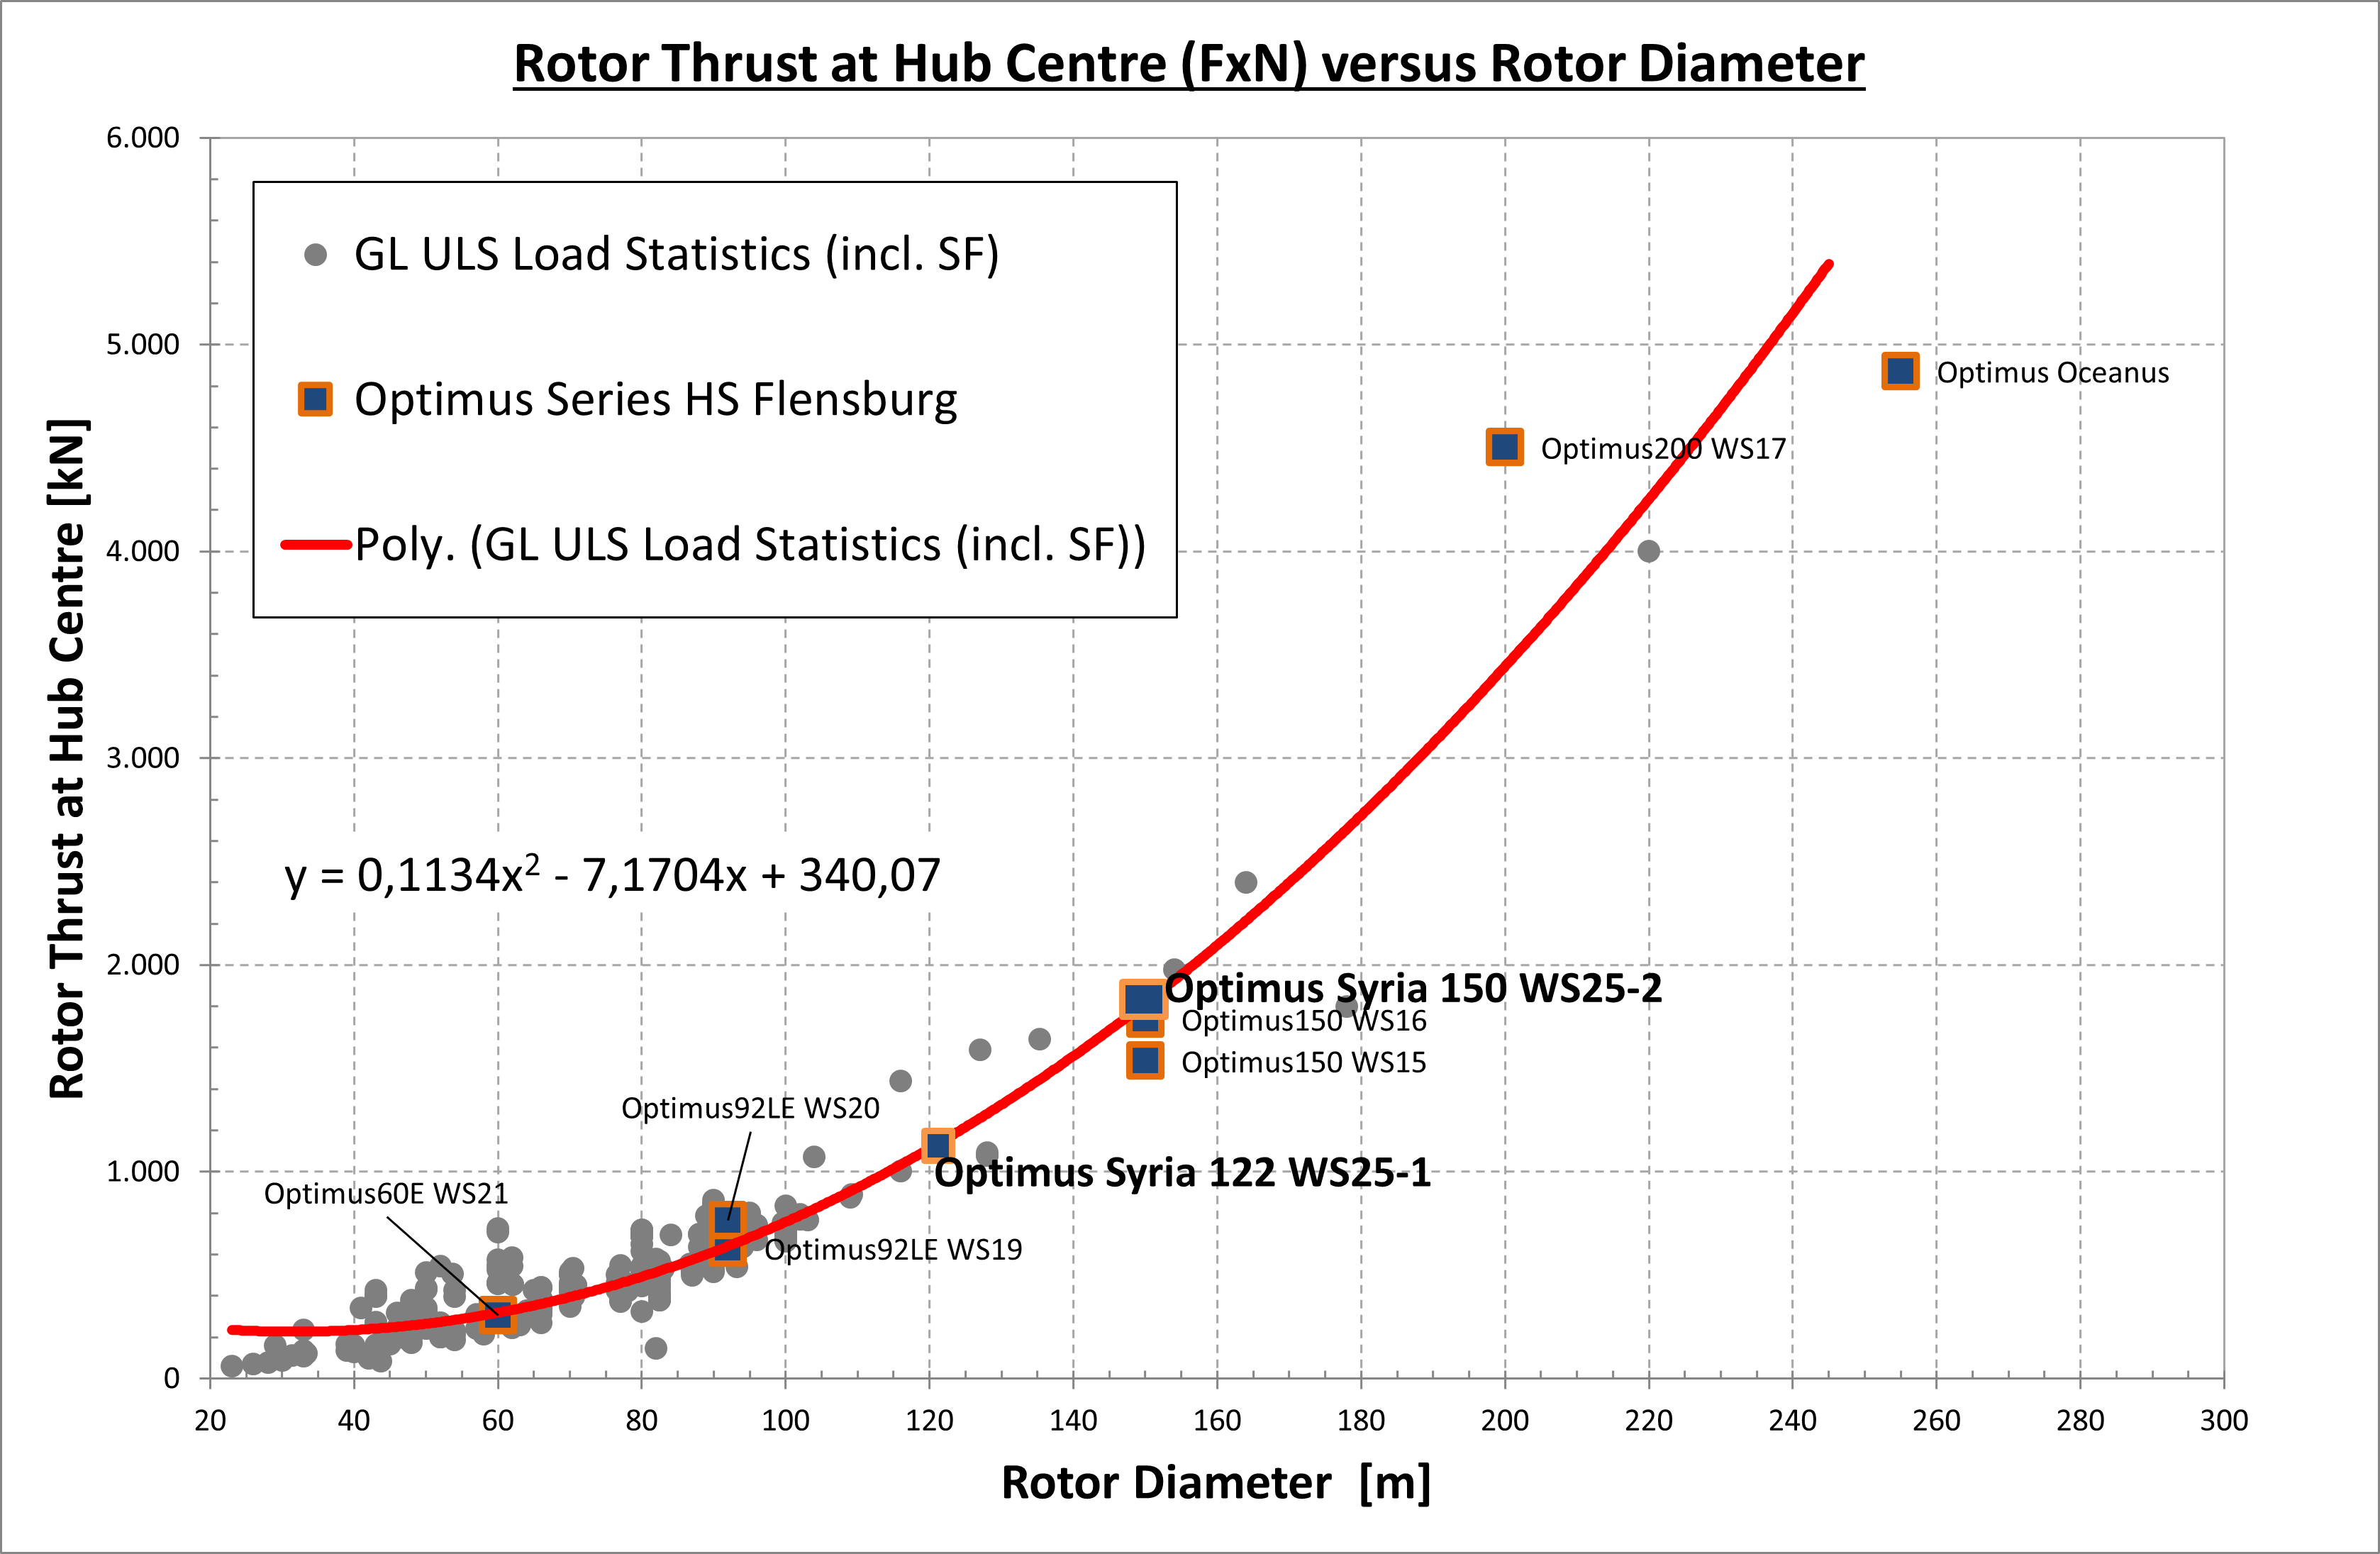 Rotor Thrust at Hub Centre (FxN) versus Rotor Diameter
Rotor Thrust at Hub Centre [kN]
6.000
5.000
4.000
3.000
2.000
1.000
0
GL ULS Load Statistics (incl. SF)
Optimus Series HS Flensburg
Poly. (GL ULS Load Statistics (incl. SF))
Optimus Oceanus
Optimus200 WS17
y = 0,1134x² - 7,1704x + 340,07
Optimus Syria 150 WS25-2
Optimus150 WS16
Optimus150 WS15
Optimus92LE WS20
Optimus Syria 122 WS25-1
Optimus60E WS21
Optimus92LE WS19
20 40 60 80 100 120 140 160 180 200 220 240 260 280 300
Rotor Diameter [m]